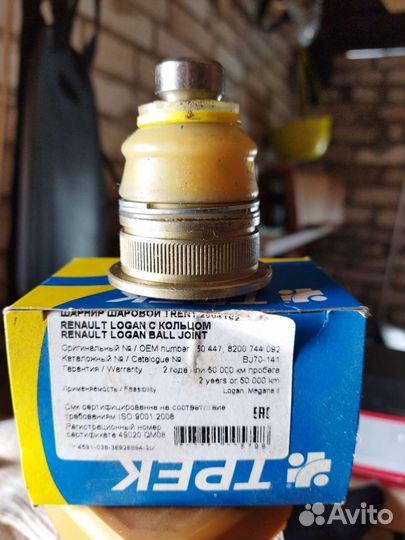 ШАРНИР ШАРОВОЙ TRENT
RENAULT LOGAN С КОЛЬЦОМ
RENAULT LOGAN BALL JOINT
Оригинальный № / OEM number 30 447, 8200 744 092
Каталожный № / Catalogue № BJ70-141
Гарантия / Warranty 2 года или 50 000 км пробега
2 years or 50 000 km
Применяемость / Feasibility Logan, Megane II
Смк сертифицирована на соответствие
требованиям ISO 9001:2008
Регистрационный номер
сертификата 49020 QM08
EAC
ТРЕК
Avito